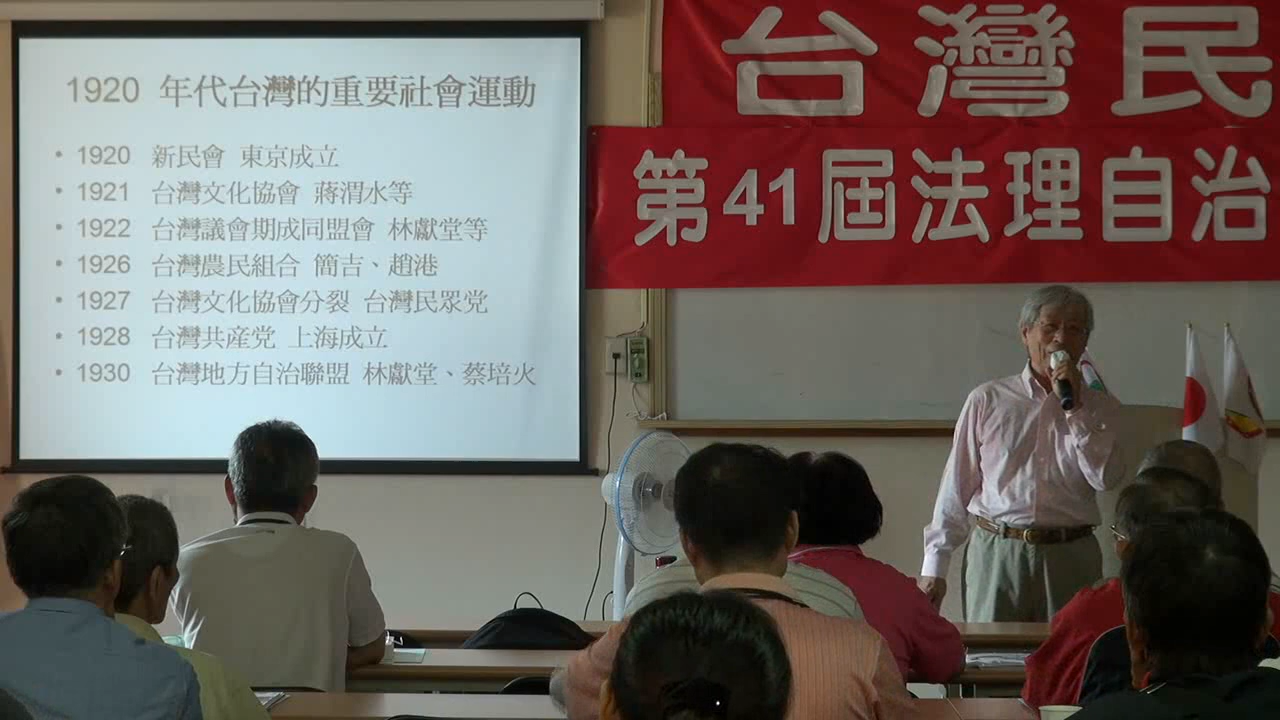 1920 年代台灣的重要社會運動
• 1920 新民會 東京成立
• 1921 台灣文化協會 蔣渭水等
• 1922 台灣議會期成同盟會 林獻堂等
• 1926 台灣農民組合 簡吉、趙港
• 1927 台灣文化協會分裂 台灣民眾党
• 1928 台灣共産党 上海成立
• 1930 台灣地方自治聯盟 林獻堂、蔡培火
台灣民
第41屆法理自治